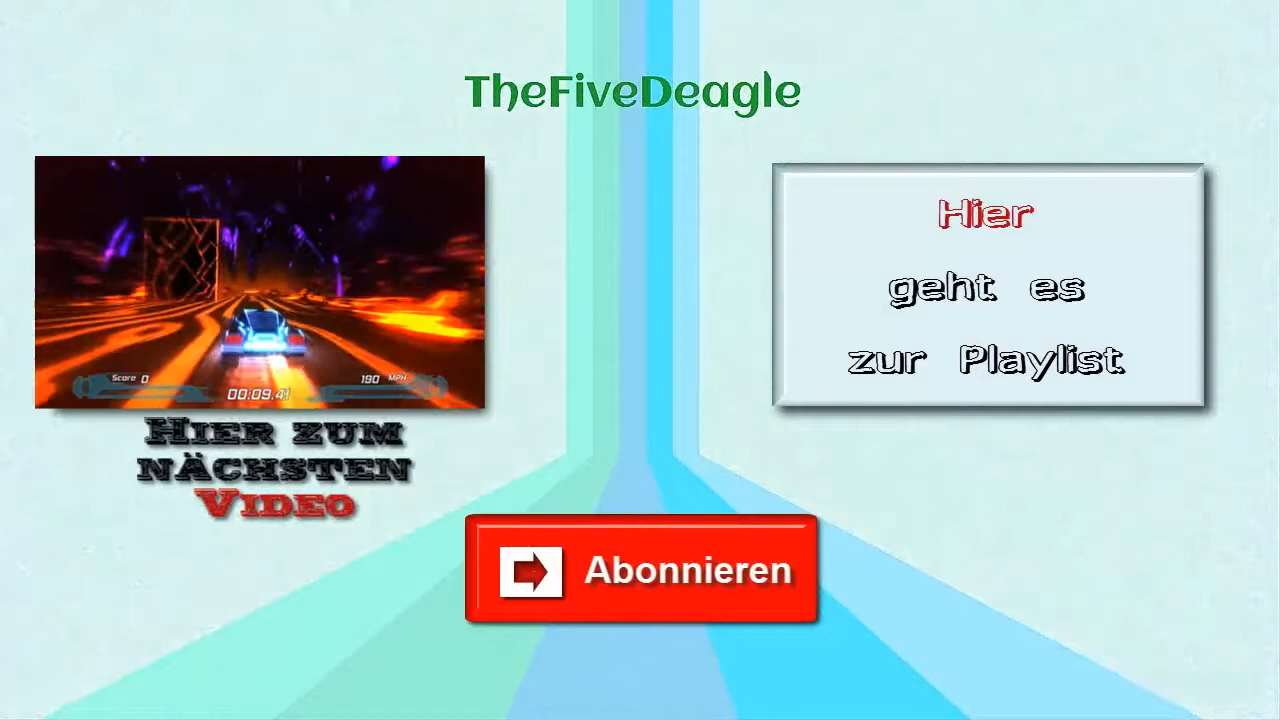 TheFiveDeagle
Score 0
00:09.41
190 MPH
Hier zum
nächsten
Video
Hier
geht es
zur Playlist
Abonnieren